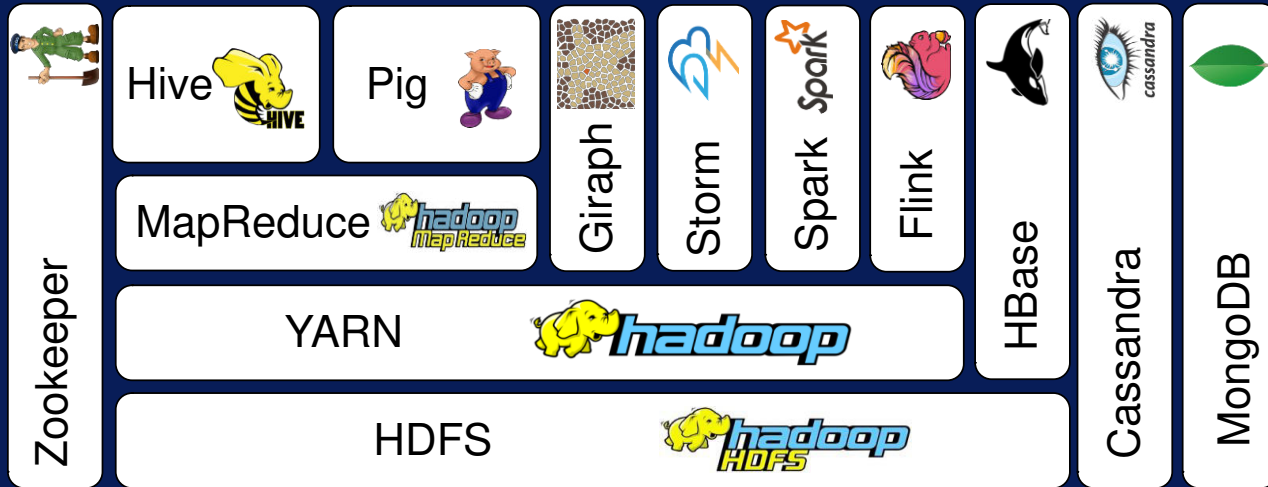 Zookeeper
Hive
HIVE
Pig
MapReduce
hadoop
Map Reduce
YARN
hadoop
HDFS
hadoop
HDFS
Giraph
Storm
Spark
Spark
Flink
HBase
cassandra
Cassandra
MongoDB